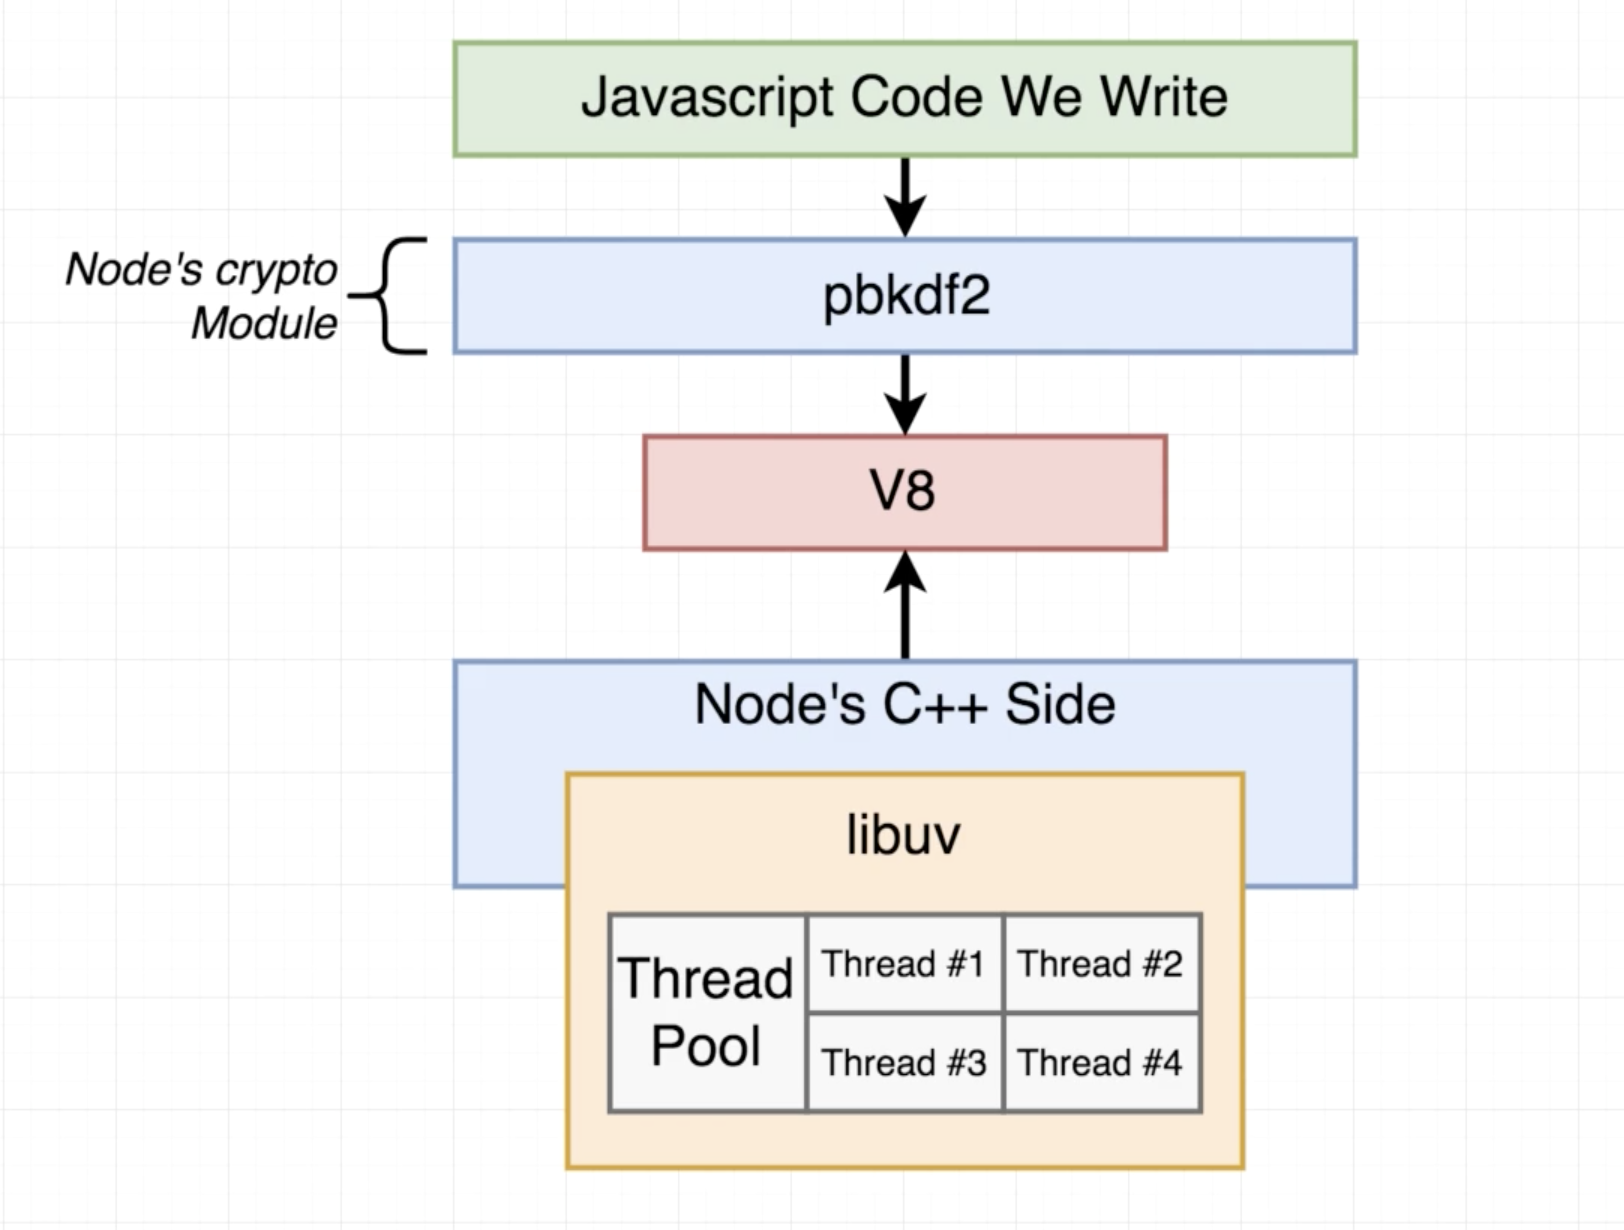 Javascript Code We Write
Node's crypto
Module
pbkdf2
V8
Node's C++ Side
libuv
Thread
Pool
Thread #1
Thread #2
Thread #3
Thread #4